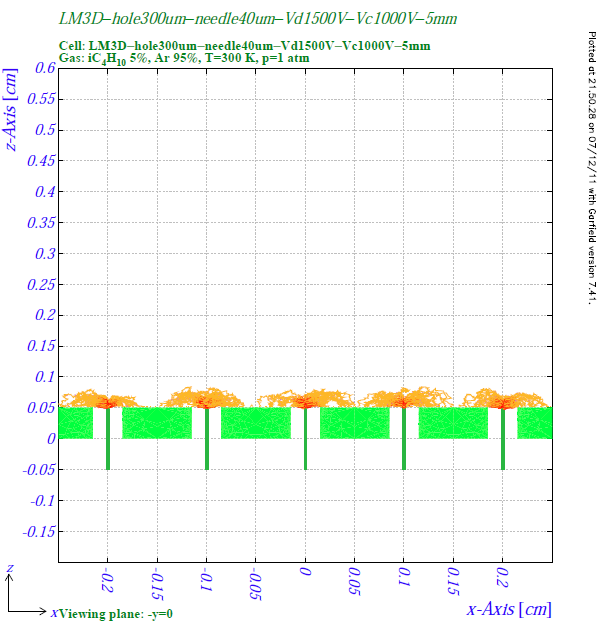 LM3D–hole300um–needle40um–Vd1500V–Vc1000V–5mm
Cell: LM3D–hole300um–needle40um–Vd1500V–Vc1000V–5mm
Gas: iC4H10 5%, Ar 95%, T=300 K, p=1 atm
z-Axis [cm]
0.6
0.55
0.5
0.45
0.4
0.35
0.3
0.25
0.2
0.15
0.1
0.05
0
-0.05
-0.1
-0.15
-0.2
-0.15
-0.1
-0.05
0
0.05
0.1
0.15
0.2
x-Axis [cm]
z
x
Viewing plane: -y=0
Plotted at 21.50.28 on 07/12/11 with Garfield version 7.41.